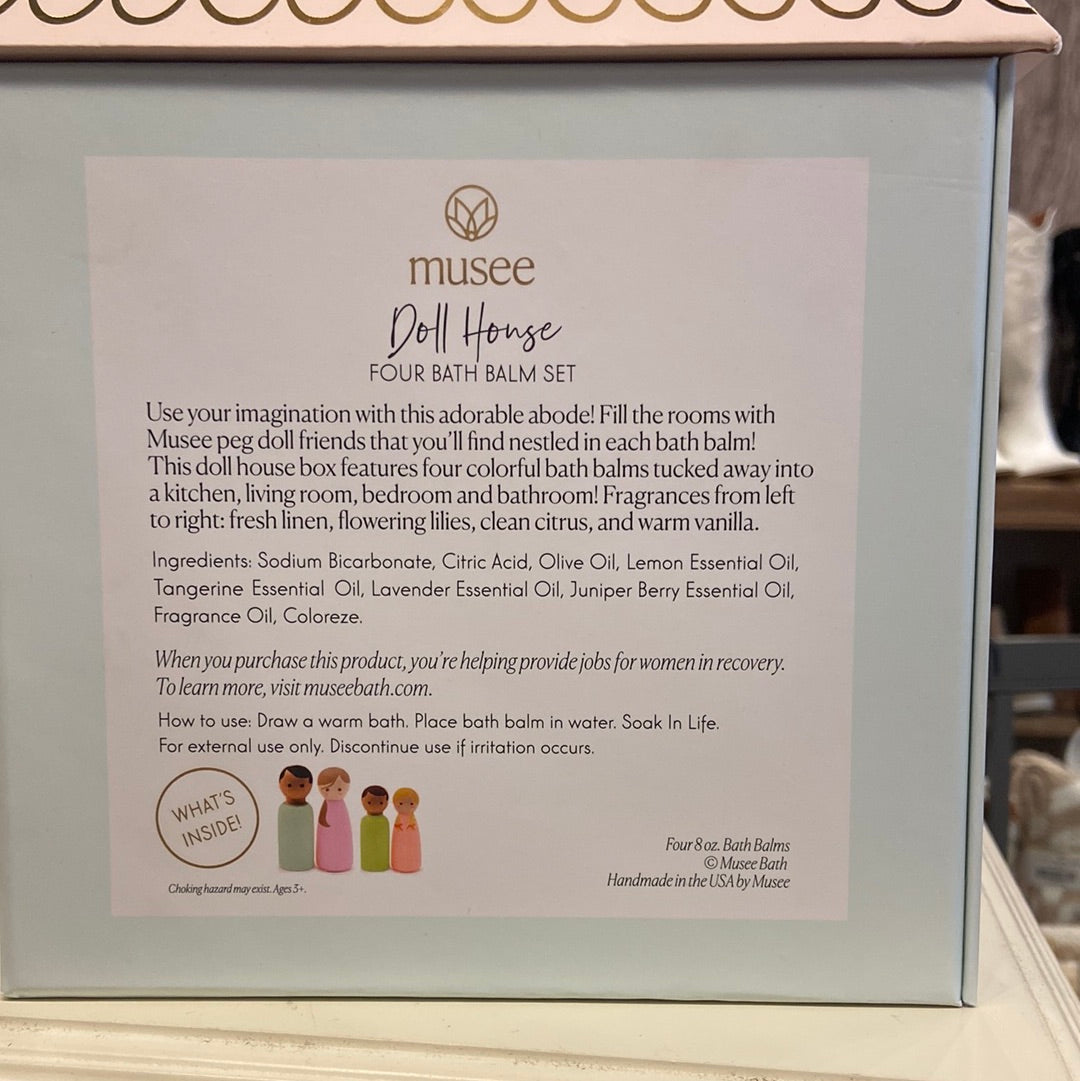 musee
Doll House
FOUR BATH BALM SET
Use your imagination with this adorable abode! Fill the rooms with
Musee peg doll friends that you'll find nestled in each bath balm!
This doll house box features four colorful bath balms tucked away into
a kitchen, living room, bedroom and bathroom! Fragrances from left
to right: fresh linen, flowering lilies, clean citrus, and warm vanilla.
Ingredients: Sodium Bicarbonate, Citric Acid, Olive Oil, Lemon Essential Oil,
Tangerine Essential Oil, Lavender Essential Oil, Juniper Berry Essential Oil,
Fragrance Oil, Coloreze.
When you purchase this product, you're helping provide jobs for women in recovery.
To learn more, visit museebath.com.
How to use: Draw a warm bath. Place bath balm in water. Soak In Life.
For external use only. Discontinue use if irritation occurs.
WHAT'S
INSIDE!
Choking hazard may exist. Ages 3+.
Four 8 oz. Bath Balms
© Musee Bath
Handmade in the USA by Musee